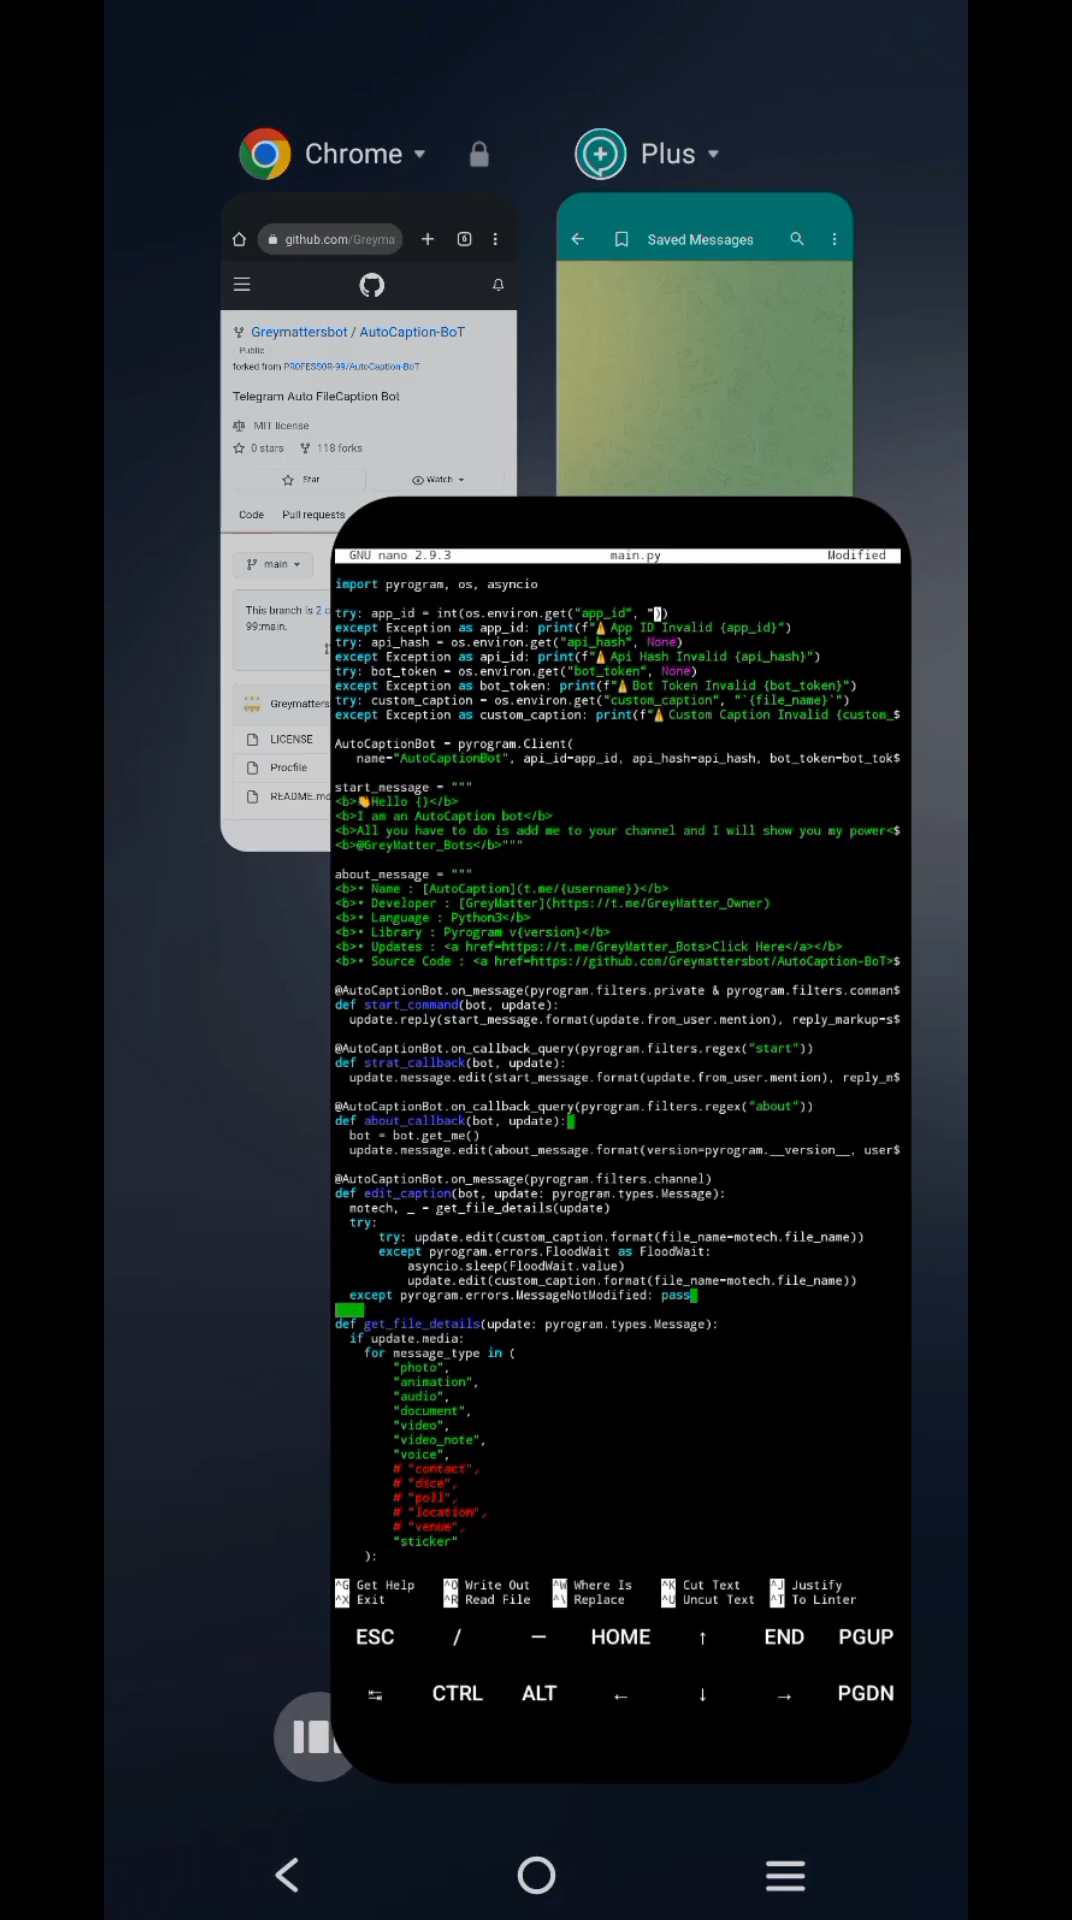 Chrome
Plus
github.com/Greyma
6
Saved Messages
Greymattersbot / AutoCaption-BoT
Public
forked from PROFESSOR-99/AutoCaption-BoT
Telegram Auto FileCaption Bot
MIT license
0 stars 118 forks
Star Watch
Code Pull requests
main
This branch is 2 c
99:main.
Greymatters
LICENSE
Procfile
README.md
GNU nano 2.9.3 main.py Modified
import pyrogram, os, asyncio
try: app_id = int(os.environ.get("app_id", "))
except Exception as app_id: print(f"⚠️ App ID Invalid {app_id}")
try: api_hash = os.environ.get("api_hash", None)
except Exception as api_id: print(f"⚠️ Api Hash Invalid {api_hash}")
try: bot_token = os.environ.get("bot_token", None)
except Exception as bot_token: print(f"⚠️ Bot Token Invalid {bot_token}")
try: custom_caption = os.environ.get("custom_caption", "`{file_name}`")
except Exception as custom_caption: print(f"⚠️ Custom Caption Invalid {custom_$
AutoCaptionBot = pyrogram.Client(
name="AutoCaptionBot", api_id=app_id, api_hash=api_hash, bot_token=bot_tok$
start_message = """
<b>👋Hello {}</b>
<b>I am an AutoCaption bot</b>
<b>All you have to do is add me to your channel and I will show you my power<$
<b>@GreyMatter_Bots</b>"""
about_message = """
<b>• Name : [AutoCaption](t.me/{username})</b>
<b>• Developer : [GreyMatter](https://t.me/GreyMatter_Owner)
<b>• Language : Python3</b>
<b>• Library : Pyrogram v{version}</b>
<b>• Updates : <a href=https://t.me/GreyMatter_Bots>Click Here</a></b>
<b>• Source Code : <a href=https://github.com/Greymattersbot/AutoCaption-BoT>$
@AutoCaptionBot.on_message(pyrogram.filters.private & pyrogram.filters.comman$
def start_command(bot, update):
update.reply(start_message.format(update.from_user.mention), reply_markup=s$
@AutoCaptionBot.on_callback_query(pyrogram.filters.regex("start"))
def strat_callback(bot, update):
update.message.edit(start_message.format(update.from_user.mention), reply_m$
@AutoCaptionBot.on_callback_query(pyrogram.filters.regex("about"))
def about_callback(bot, update):
bot = bot.get_me()
update.message.edit(about_message.format(version=pyrogram.__version__, user$
@AutoCaptionBot.on_message(pyrogram.filters.channel)
def edit_caption(bot, update: pyrogram.types.Message):
motech, _ = get_file_details(update)
try:
try: update.edit(custom_caption.format(file_name=motech.file_name))
except pyrogram.errors.FloodWait as FloodWait:
asyncio.sleep(FloodWait.value)
update.edit(custom_caption.format(file_name=motech.file_name))
except pyrogram.errors.MessageNotModified: pass
def get_file_details(update: pyrogram.types.Message):
if update.media:
for message_type in (
"photo",
"animation",
"audio",
"document",
"video",
"video_note",
"voice",
# "contact",
# "dice",
# "poll",
# "location",
# "venue",
"sticker"
):
^G Get Help ^O Write Out ^W Where Is ^K Cut Text ^J Justify
^X Exit ^R Read File ^\ Replace ^U Uncut Text ^T To Linter
ESC / — HOME ↑ END PGUP
↹ CTRL ALT ← ↓ → PGDN